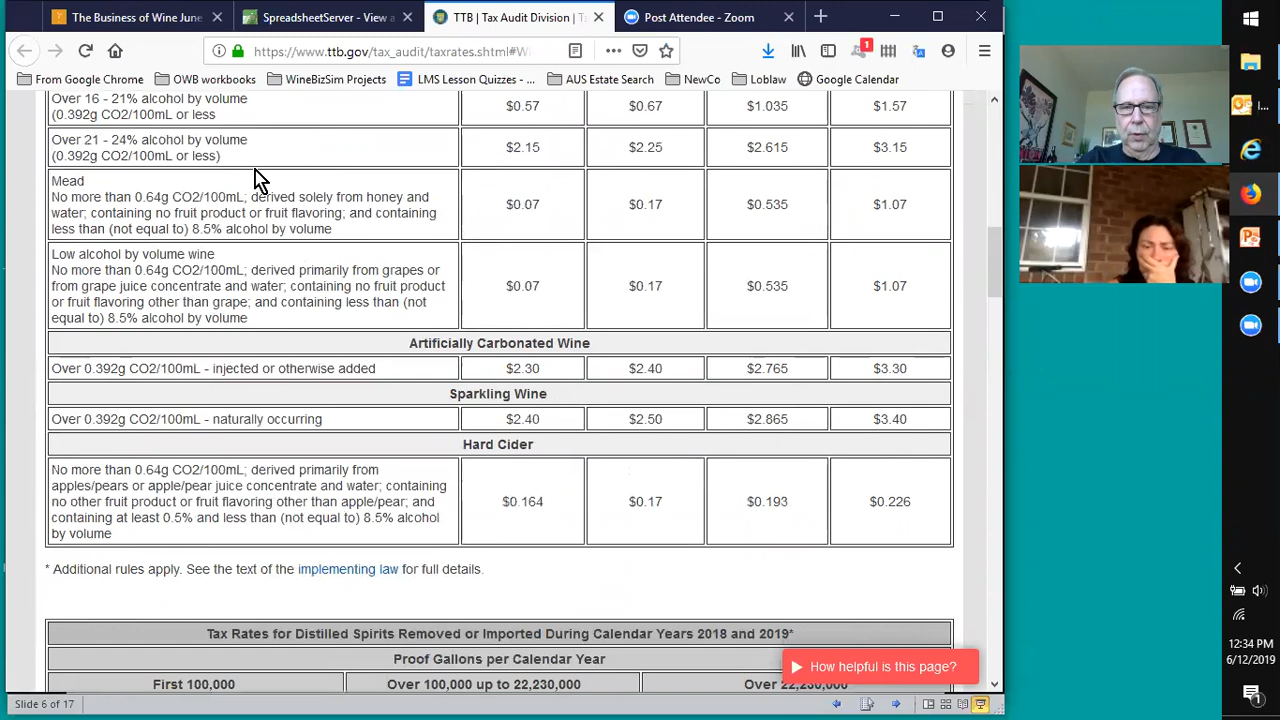 The Business of Wine June
SpreadsheetServer - View a
TTB | Tax Audit Division | T
Post Attendee - Zoom
https://www.ttb.gov/tax_audit/taxrates.shtml#W
1
From Google Chrome
OWB workbooks
WineBizSim Projects
LMS Lesson Quizzes - ...
AUS Estate Search
NewCo
Loblaw
Google Calendar
Over 16 - 21% alcohol by volume
(0.392g CO2/100mL or less
$0.57 $0.67 $1.035 $1.57
Over 21 - 24% alcohol by volume
(0.392g CO2/100mL or less)
$2.15 $2.25 $2.615 $3.15
Mead
No more than 0.64g CO2/100mL; derived solely from honey and
water; containing no fruit product or fruit flavoring; and containing
less than (not equal to) 8.5% alcohol by volume
$0.07 $0.17 $0.535 $1.07
Low alcohol by volume wine
No more than 0.64g CO2/100mL; derived primarily from grapes or
from grape juice concentrate and water; containing no fruit product
or fruit flavoring other than grape; and containing less than (not
equal to) 8.5% alcohol by volume
$0.07 $0.17 $0.535 $1.07
Artificially Carbonated Wine
Over 0.392g CO2/100mL - injected or otherwise added $2.30 $2.40 $2.765 $3.30
Sparkling Wine
Over 0.392g CO2/100mL - naturally occurring $2.40 $2.50 $2.865 $3.40
Hard Cider
No more than 0.64g CO2/100mL; derived primarily from
apples/pears or apple/pear juice concentrate and water; containing
no other fruit product or fruit flavoring other than apple/pear; and
containing at least 0.5% and less than (not equal to) 8.5% alcohol
by volume
$0.164 $0.17 $0.193 $0.226
* Additional rules apply. See the text of the implementing law for full details.
Tax Rates for Distilled Spirits Removed or Imported During Calendar Years 2018 and 2019*
Proof Gallons per Calendar Year
First 100,000 Over 100,000 up to 22,230,000 Over 22,230,000
How helpful is this page?
Slide 6 of 17
12:34 PM
6/12/2019
1